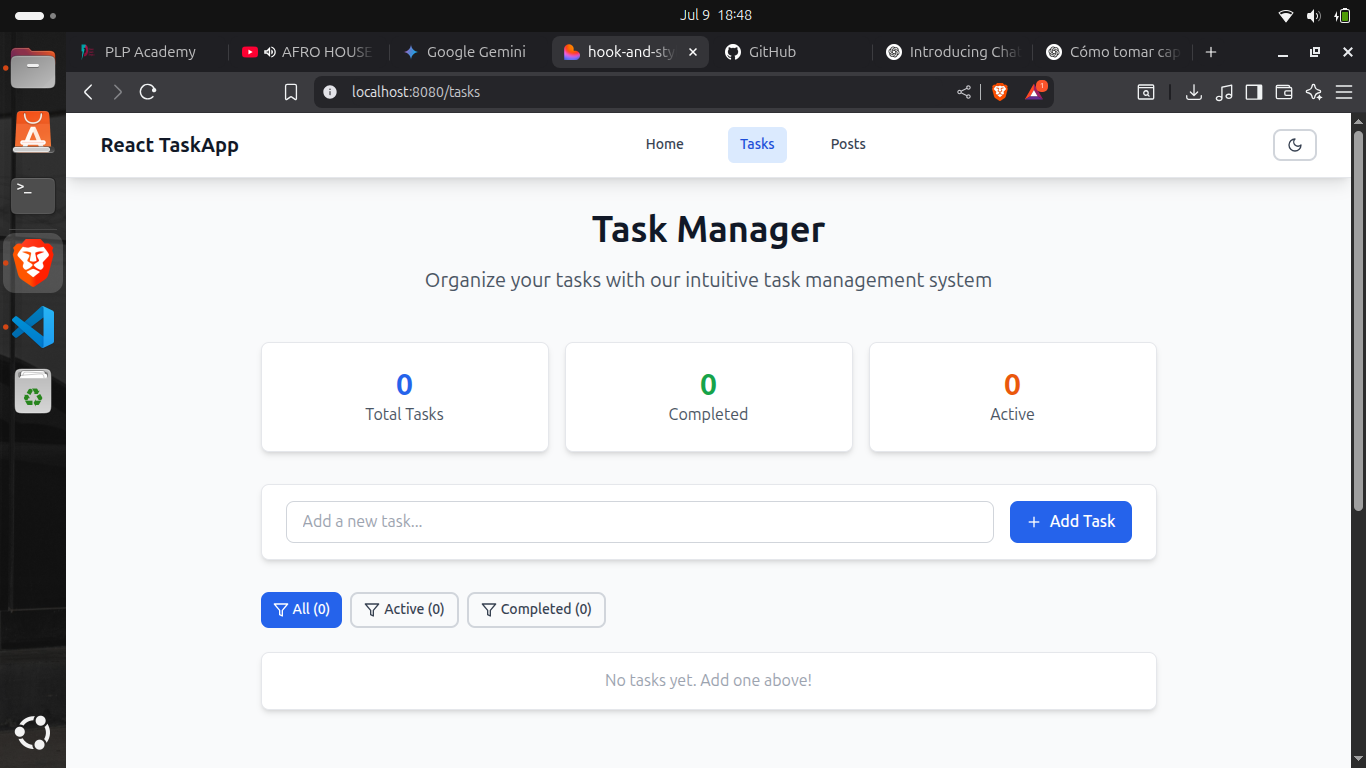 Jul 9 18:48
PLP Academy
AFRO HOUSE
Google Gemini
hook-and-sty
GitHub
Introducing Cha
Cómo tomar cap
localhost:8080/tasks
1
React TaskApp
Home
Tasks
Posts
Task Manager
Organize your tasks with our intuitive task management system
0
Total Tasks
0
Completed
0
Active
Add a new task...
+ Add Task
All (0)
Active (0)
Completed (0)
No tasks yet. Add one above!